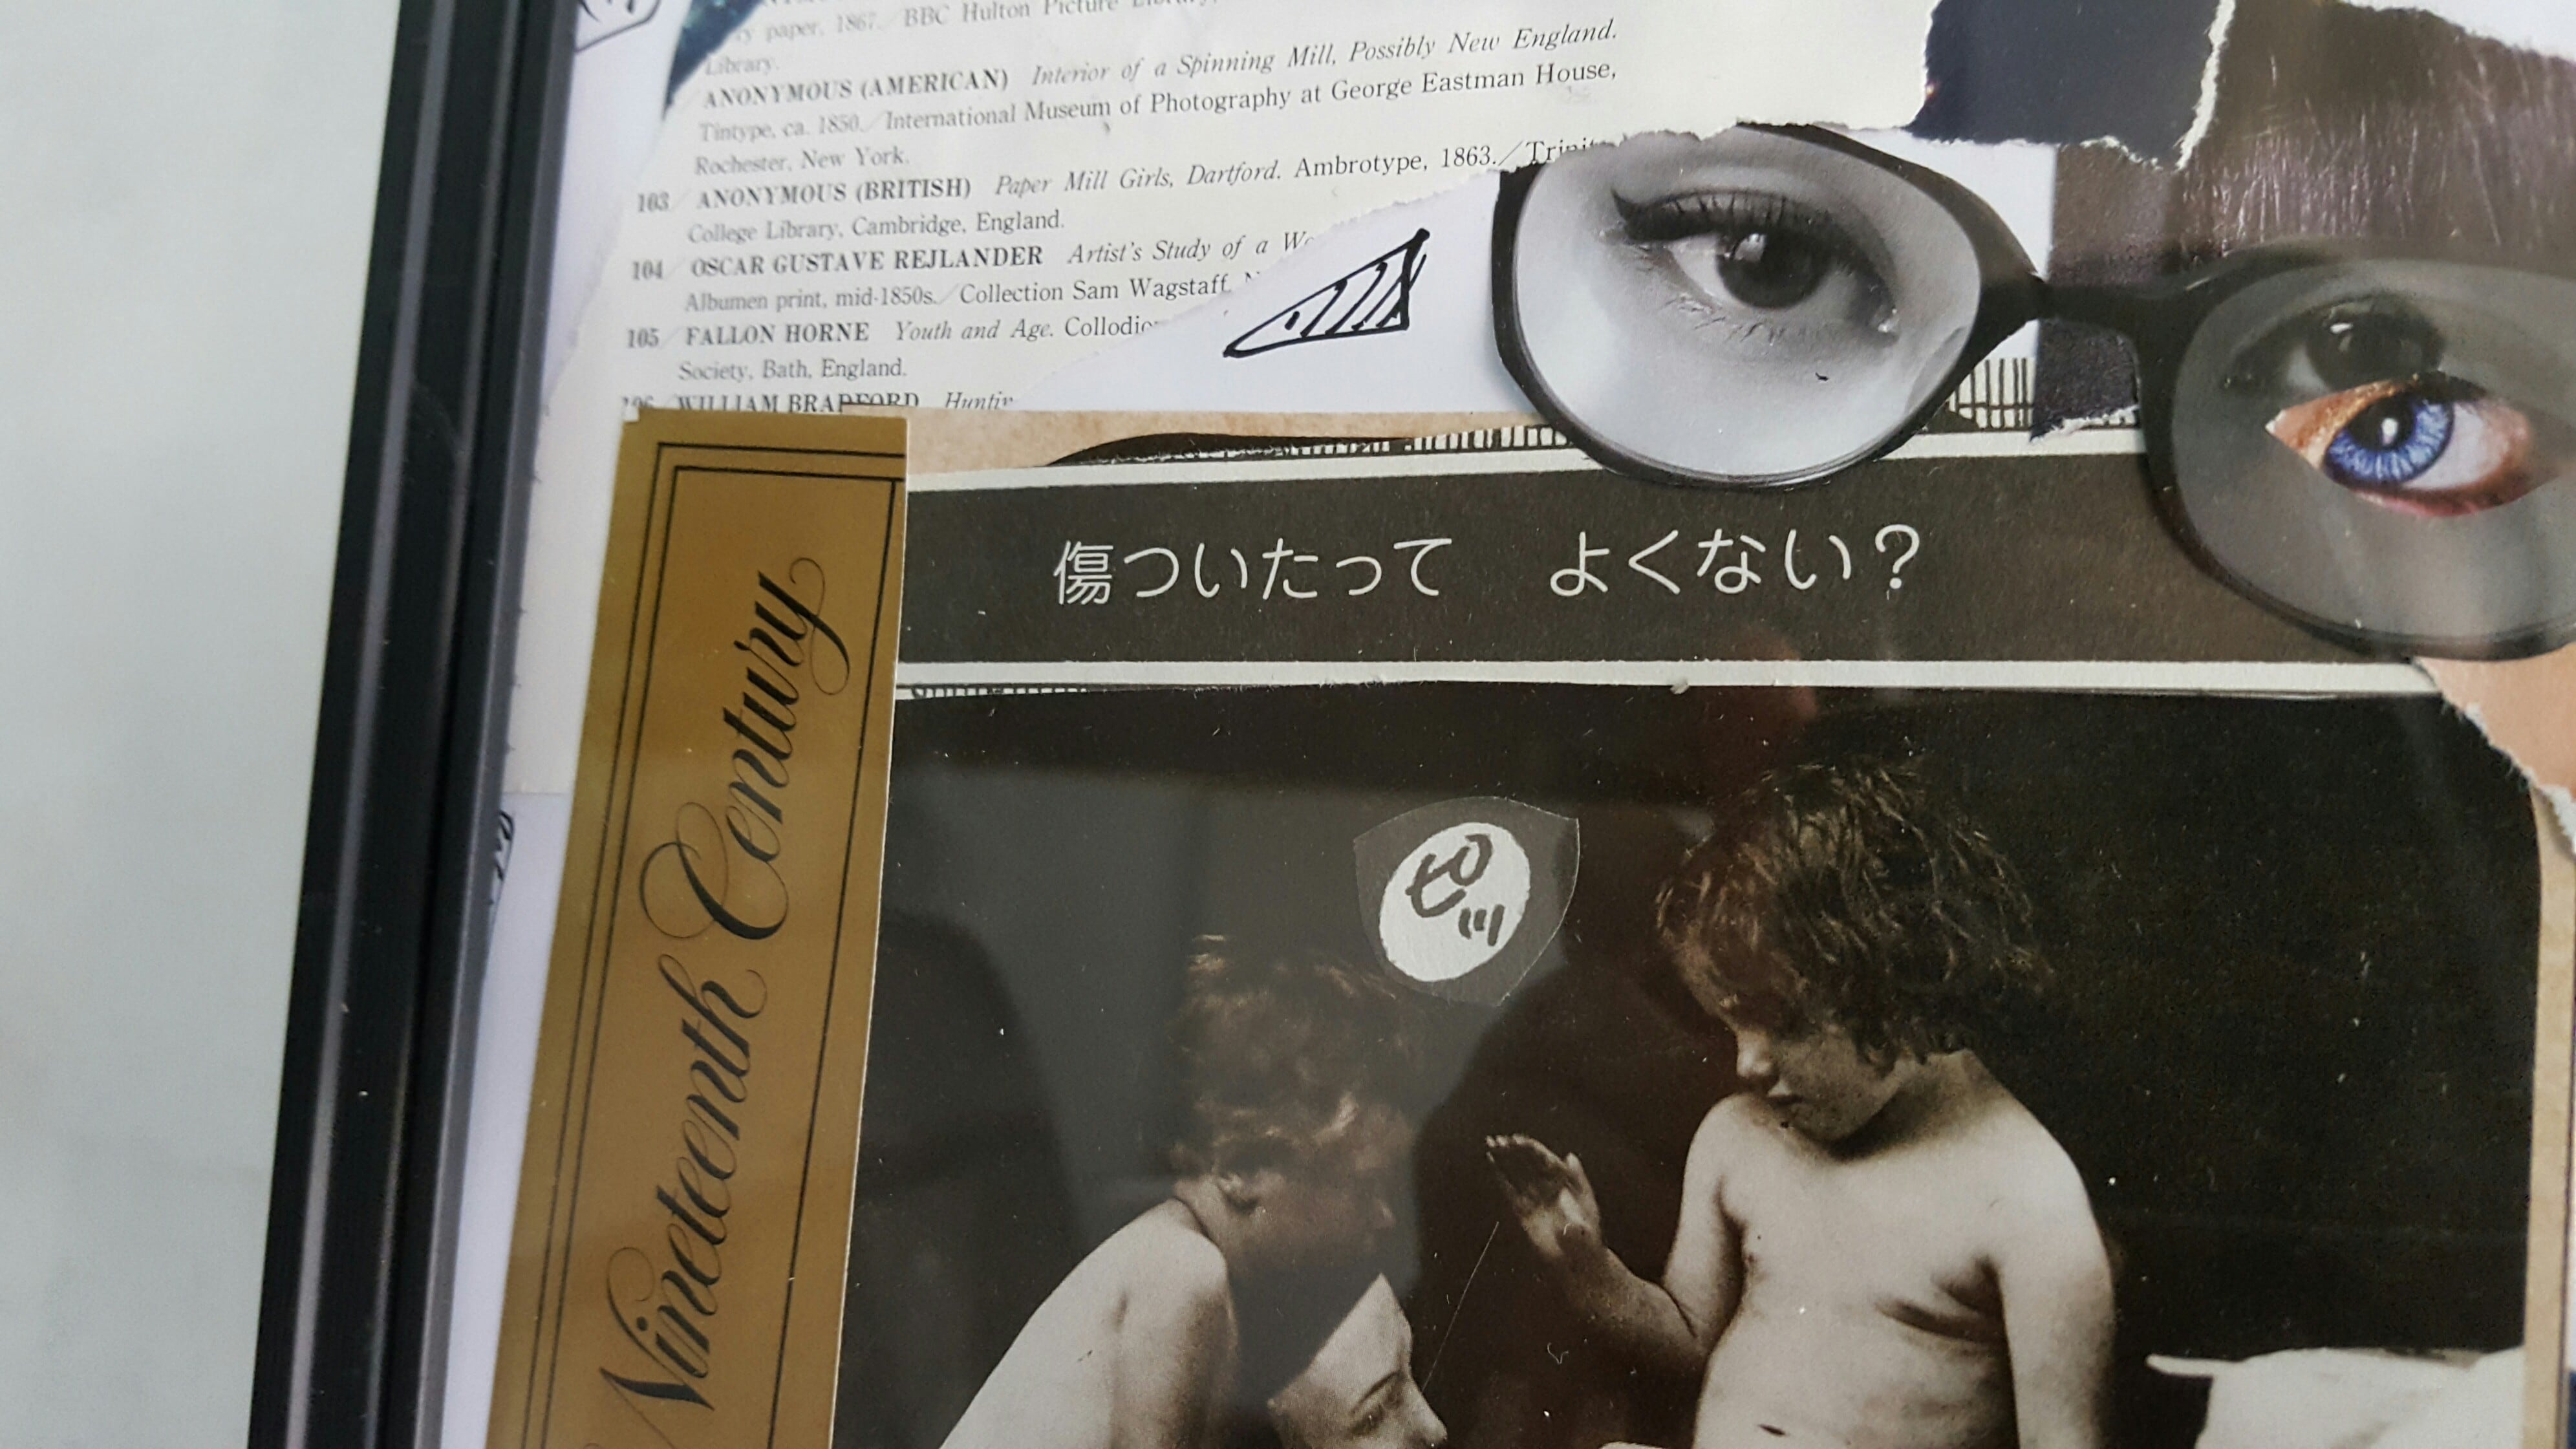 paper, 1867. / BBC Hulton Picture
Library.
ANONYMOUS (AMERICAN) Interior of a Spinning Mill, Possibly New England.
Tintype, ca. 1850. / International Museum of Photography at George Eastman House,
Rochester, New York.
103 / ANONYMOUS (BRITISH) Paper Mill Girls, Dartford. Ambrotype, 1863. / 
College Library, Cambridge, England.
104 / OSCAR GUSTAVE REJLANDER Artist's Study of a
Albumen print, mid-1850s. / Collection Sam Wagstaff,
105 / FALLON HORNE Youth and Age.
Society, Bath, England.
WILLIAM BRADFORD
傷ついたって よくない？
ピッ
Nineteenth Century